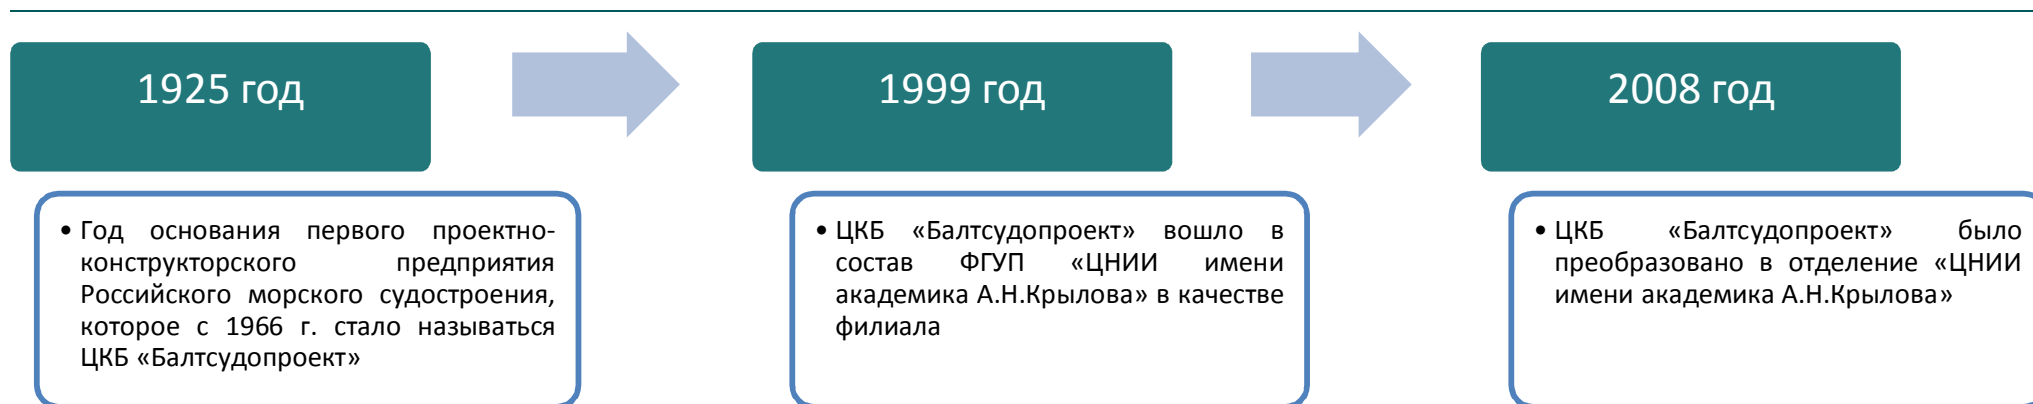 1925 год
• Год основания первого проектно-
конструкторского предприятия
Российского морского судостроения,
которое с 1966 г. стало называться
ЦКБ «Балтсудопроект»
1999 год
• ЦКБ «Балтсудопроект» вошло в
состав ФГУП «ЦНИИ имени
академика А.Н.Крылова» в качестве
филиала
2008 год
• ЦКБ «Балтсудопроект» было
преобразовано в отделение «ЦНИИ
имени академика А.Н.Крылова»